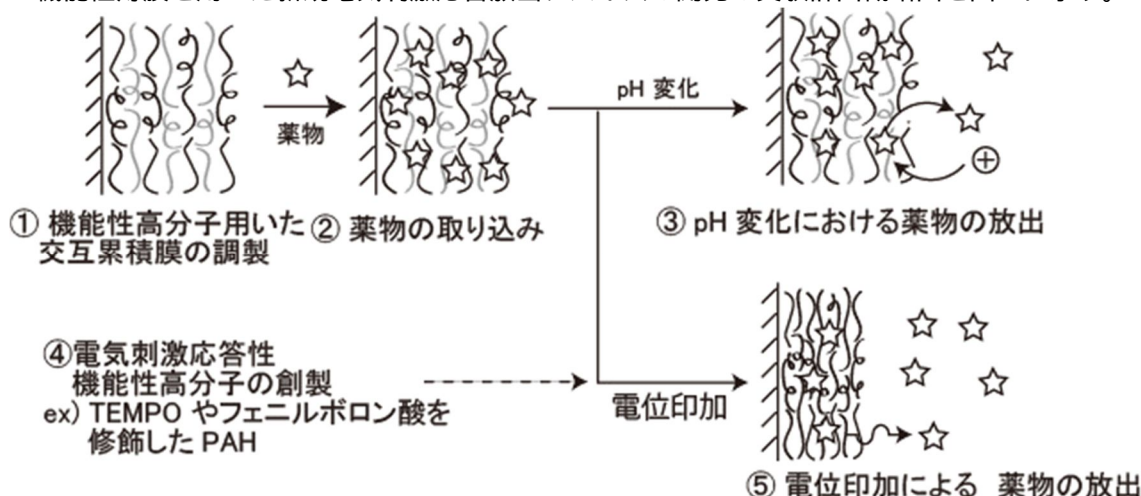 薬物
pH 変化
① 機能性高分子用いた
交互累積膜の調製
② 薬物の取り込み
③ pH 変化における薬物の放出
④電気刺激応答性
機能性高分子の創製
ex) TEMPO やフェニルボロン酸を
修飾した PAH
電位印加
⑤ 電位印加による 薬物の放出